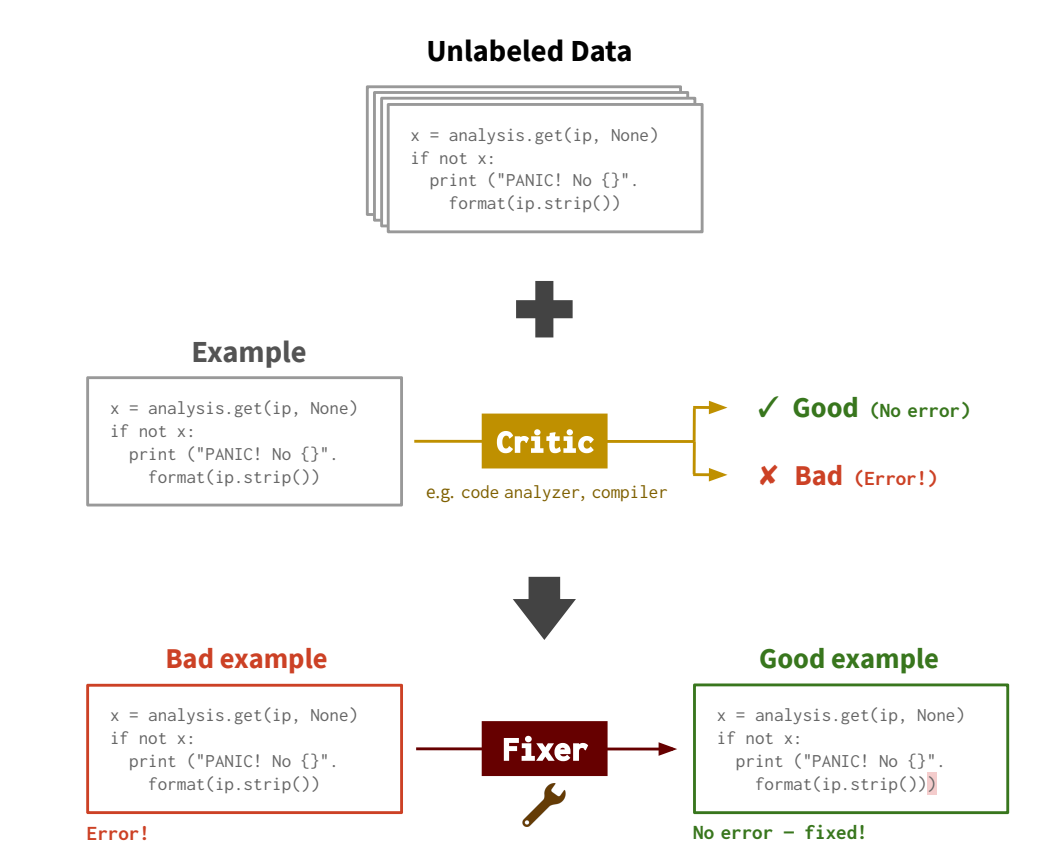 Unlabeled Data
x = analysis.get(ip, None)
if not x:
  print ("PANIC! No {}".
    format(ip.strip())
Example
x = analysis.get(ip, None)
if not x:
  print ("PANIC! No {}".
    format(ip.strip())
Critic
e.g. code analyzer, compiler
✓ Good (No error)
✘ Bad (Error!)
Bad example
x = analysis.get(ip, None)
if not x:
  print ("PANIC! No {}".
    format(ip.strip())
Error!
Fixer
Good example
x = analysis.get(ip, None)
if not x:
  print ("PANIC! No {}".
    format(ip.strip()))
No error – fixed!